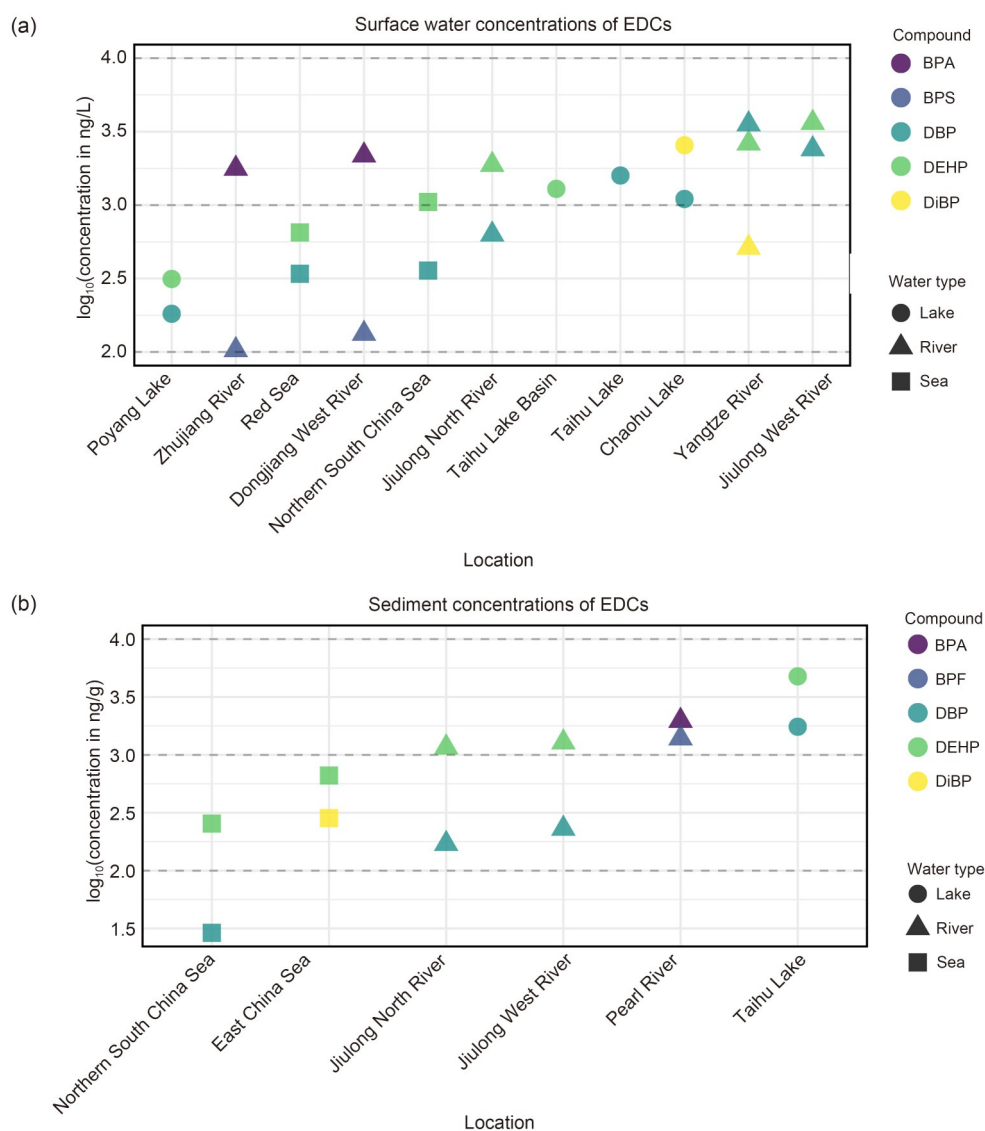 (a)
Surface water concentrations of EDCs
log₁₀(concentration in ng/L)
4.0
3.5
3.0
2.5
2.0
Poyang Lake
Zhujiang River
Red Sea
Dongjiang West River
Northern South China Sea
Jiulong North River
Taihu Lake Basin
Taihu Lake
Chaohu Lake
Yangtze River
Jiulong West River
Location
Compound
BPA
BPS
DBP
DEHP
DiBP
Water type
Lake
River
Sea
(b)
Sediment concentrations of EDCs
log₁₀(concentration in ng/g)
4.0
3.5
3.0
2.5
2.0
1.5
Northern South China Sea
East China Sea
Jiulong North River
Jiulong West River
Pearl River
Taihu Lake
Location
Compound
BPA
BPF
DBP
DEHP
DiBP
Water type
Lake
River
Sea